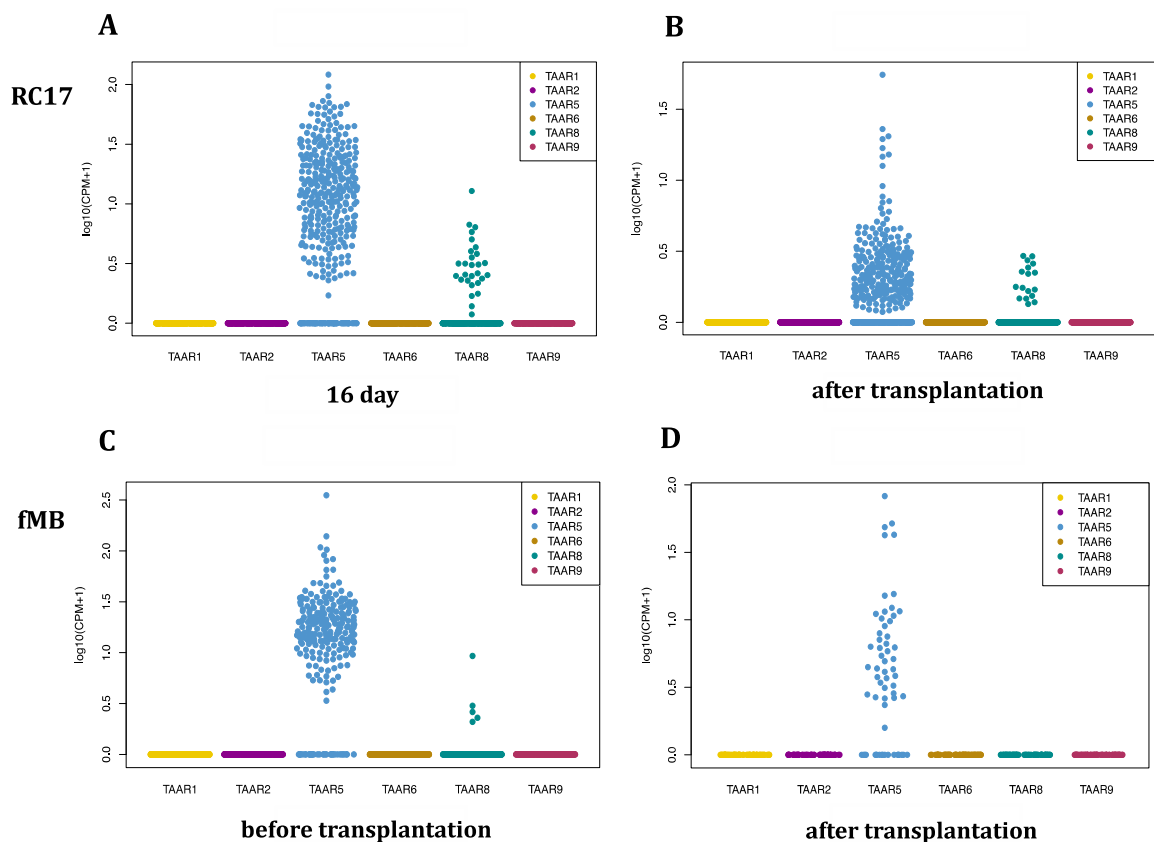 A
B
RC17
log10(CPM+1)
2.0
1.5
1.0
0.5
0.0
TAAR1
TAAR2
TAAR5
TAAR6
TAAR8
TAAR9
TAAR1 TAAR2 TAAR5 TAAR6 TAAR8 TAAR9
16 day
log10(CPM+1)
1.5
1.0
0.5
0.0
TAAR1
TAAR2
TAAR5
TAAR6
TAAR8
TAAR9
TAAR1 TAAR2 TAAR5 TAAR6 TAAR8 TAAR9
after transplantation
C
D
fMB
log10(CPM+1)
2.5
2.0
1.5
1.0
0.5
0.0
TAAR1
TAAR2
TAAR5
TAAR6
TAAR8
TAAR9
TAAR1 TAAR2 TAAR5 TAAR6 TAAR8 TAAR9
before transplantation
log10(CPM+1)
2.0
1.5
1.0
0.5
0.0
TAAR1
TAAR2
TAAR5
TAAR6
TAAR8
TAAR9
TAAR1 TAAR2 TAAR5 TAAR6 TAAR8 TAAR9
after transplantation